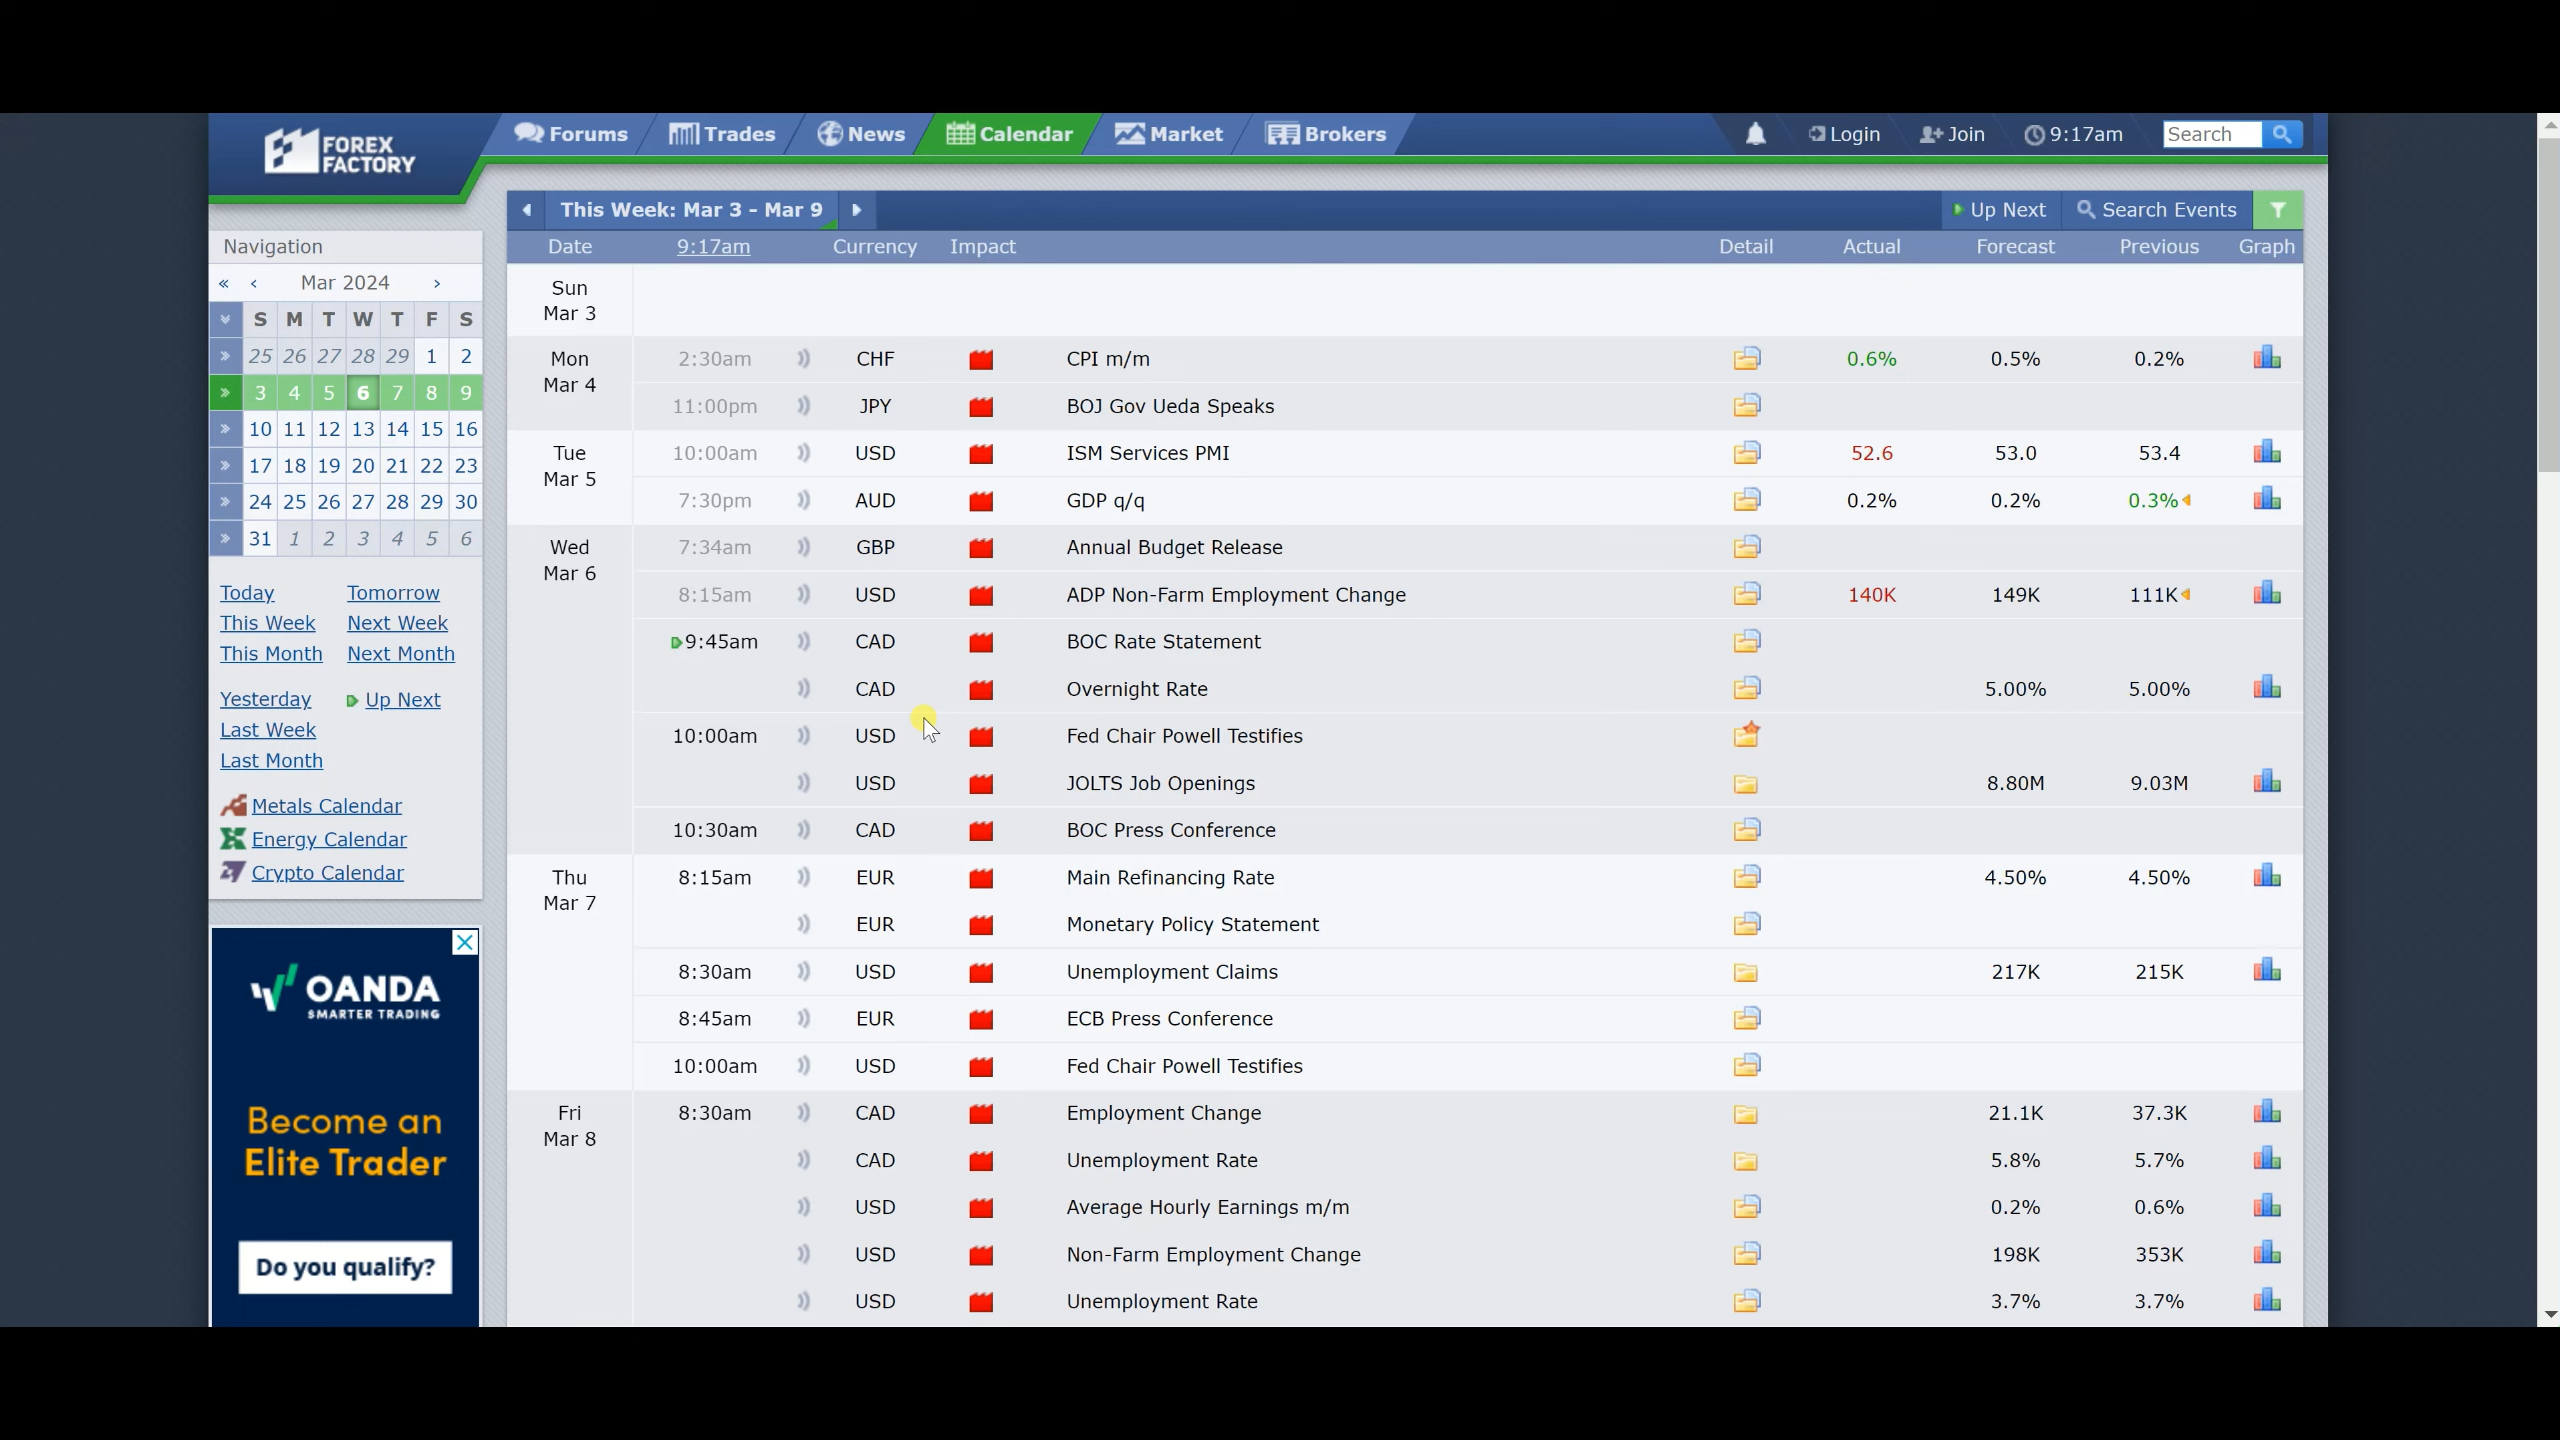 FOREX
FACTORY
Forums Trades News Calendar Market Brokers Login Join 9:17am Search
This Week: Mar 3 - Mar 9 Up Next Search Events
Date 9:17am Currency Impact Detail Actual Forecast Previous Graph
Navigation
« ‹ Mar 2024 ›
S M T W T F S
25 26 27 28 29 1 2
3 4 5 6 7 8 9
10 11 12 13 14 15 16
17 18 19 20 21 22 23
24 25 26 27 28 29 30
31 1 2 3 4 5 6
Today Tomorrow
This Week Next Week
This Month Next Month
Yesterday Up Next
Last Week
Last Month
Metals Calendar
Energy Calendar
Crypto Calendar
OANDA
SMARTER TRADING
Become an
Elite Trader
Do you qualify?
Sun
Mar 3
Mon
Mar 4
2:30am CHF CPI m/m 0.6% 0.5% 0.2%
11:00pm JPY BOJ Gov Ueda Speaks
Tue
Mar 5
10:00am USD ISM Services PMI 52.6 53.0 53.4
7:30pm AUD GDP q/q 0.2% 0.2% 0.3%
Wed
Mar 6
7:34am GBP Annual Budget Release
8:15am USD ADP Non-Farm Employment Change 140K 149K 111K
9:45am CAD BOC Rate Statement
CAD Overnight Rate 5.00% 5.00%
10:00am USD Fed Chair Powell Testifies
USD JOLTS Job Openings 8.80M 9.03M
10:30am CAD BOC Press Conference
Thu
Mar 7
8:15am EUR Main Refinancing Rate 4.50% 4.50%
EUR Monetary Policy Statement
8:30am USD Unemployment Claims 217K 215K
8:45am EUR ECB Press Conference
10:00am USD Fed Chair Powell Testifies
Fri
Mar 8
8:30am CAD Employment Change 21.1K 37.3K
CAD Unemployment Rate 5.8% 5.7%
USD Average Hourly Earnings m/m 0.2% 0.6%
USD Non-Farm Employment Change 198K 353K
USD Unemployment Rate 3.7% 3.7%